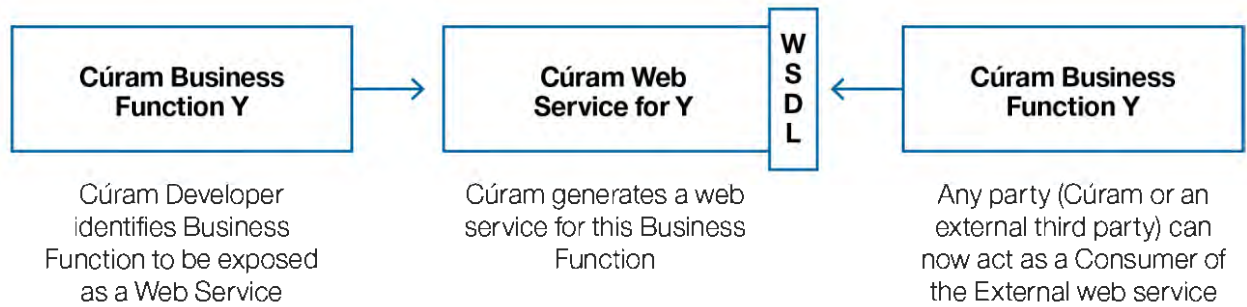 Cúram Business
Function Y
Cúram Web
Service for Y
W
S
D
L
Cúram Business
Function Y
Cúram Developer
identifies Business
Function to be exposed
as a Web Service
Cúram generates a web
service for this Business
Function
Any party (Cúram or an
external third party) can
now act as a Consumer of
the External web service